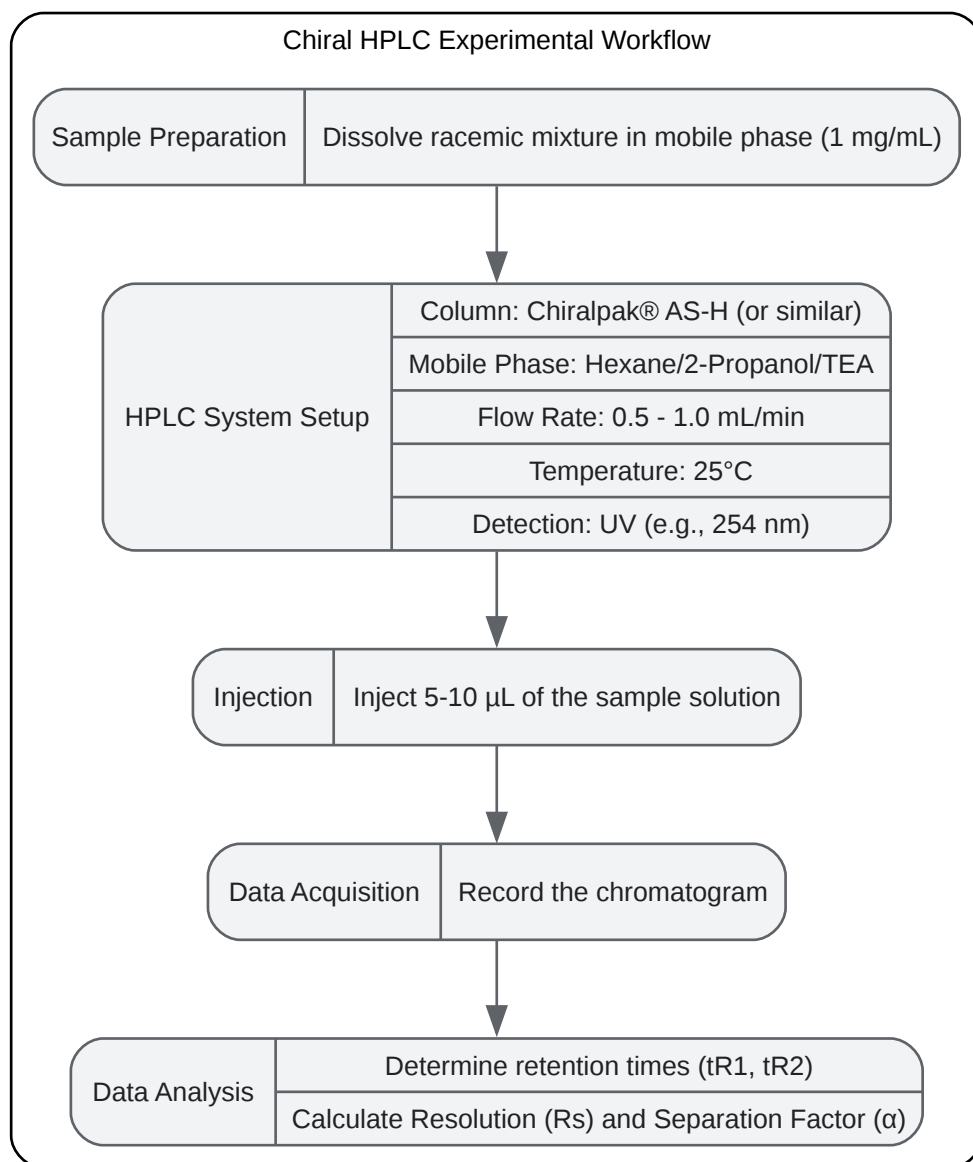 Chiral HPLC Experimental Workflow
Sample Preparation
Dissolve racemic mixture in mobile phase (1 mg/mL)
HPLC System Setup
Column: Chiralpak® AS-H (or similar)
Mobile Phase: Hexane/2-Propanol/TEA
Flow Rate: 0.5 - 1.0 mL/min
Temperature: 25°C
Detection: UV (e.g., 254 nm)
Injection
Inject 5-10 µL of the sample solution
Data Acquisition
Record the chromatogram
Data Analysis
Determine retention times (tR1, tR2)
Calculate Resolution (Rs) and Separation Factor (α)